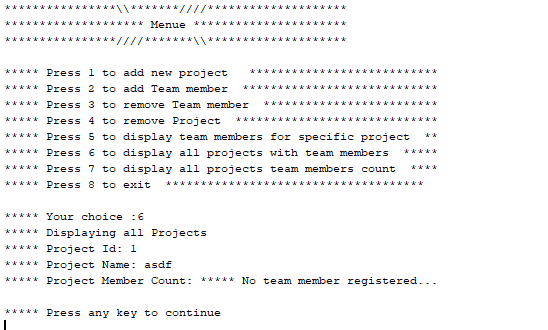 ****************\\*******////********************
******************** Menue **********************
****************////*******\\********************
***** Press 1 to add new project   ***************************
***** Press 2 to add Team member  ****************************
***** Press 3 to remove Team member  *************************
***** Press 4 to remove Project  *****************************
***** Press 5 to display team members for specific project  **
***** Press 6 to display all projects with team members  *****
***** Press 7 to display all projects team members count  ****
***** Press 8 to exit  *************************************
***** Your choice :6
***** Displaying all Projects
***** Project Id: 1
***** Project Name: asdf
***** Project Member Count: ***** No team member registered...
***** Press any key to continue